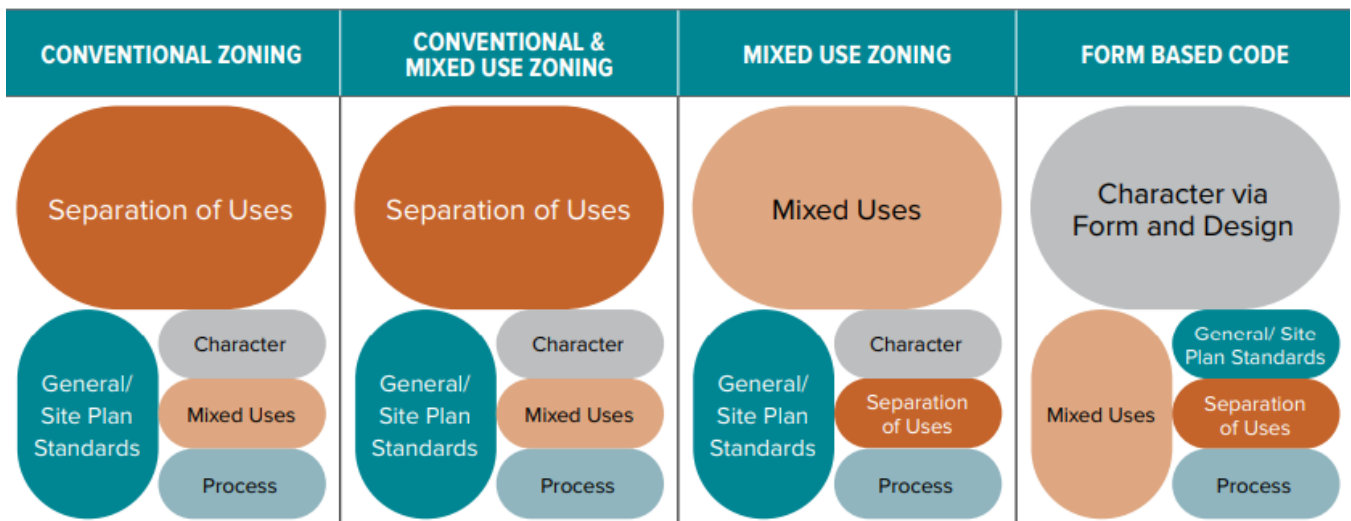 CONVENTIONAL ZONING
CONVENTIONAL &
MIXED USE ZONING
MIXED USE ZONING
FORM BASED CODE
Separation of Uses
General/
Site Plan
Standards
Character
Mixed Uses
Process
Separation of Uses
General/
Site Plan
Standards
Character
Mixed Uses
Process
Mixed Uses
General/
Site Plan
Standards
Character
Separation
of Uses
Process
Character via
Form and Design
Mixed Uses
General/ Site
Plan Standards
Separation
of Uses
Process